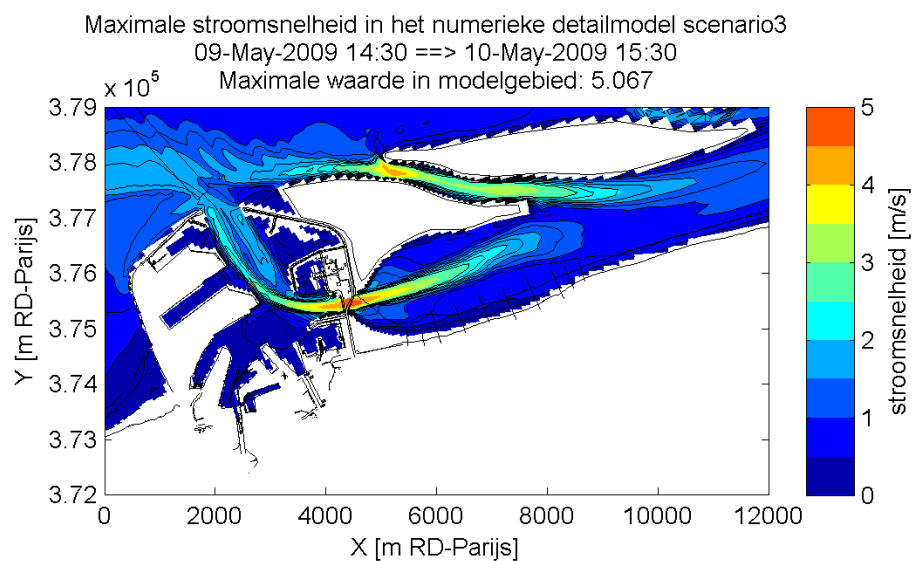 Maximale stroomsnelheid in het numerieke detailmodel scenario3
09-May-2009 14:30 ==> 10-May-2009 15:30
Maximale waarde in modelgebied: 5.067
x 10⁵
3.79
3.78
3.77
3.76
3.75
3.74
3.73
3.72
Y [m RD-Parijs]
0 2000 4000 6000 8000 10000 12000
X [m RD-Parijs]
5
4
3
2
1
0
stroomsnelheid [m/s]